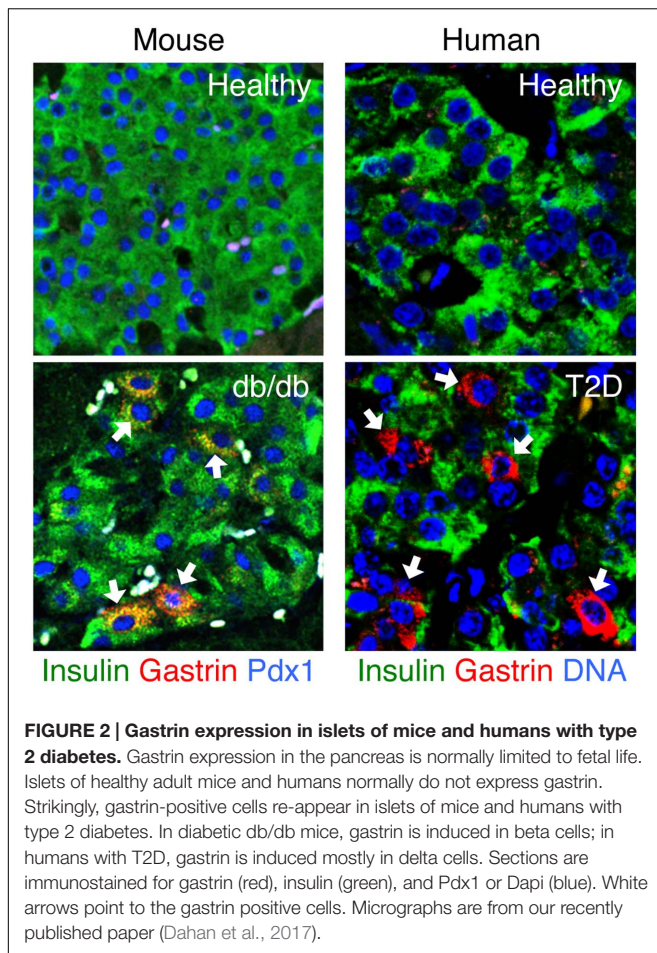 Mouse Human
Healthy Healthy
db/db T2D
Insulin Gastrin Pdx1 Insulin Gastrin DNA
FIGURE 2 | Gastrin expression in islets of mice and humans with type
2 diabetes. Gastrin expression in the pancreas is normally limited to fetal life.
Islets of healthy adult mice and humans normally do not express gastrin.
Strikingly, gastrin-positive cells re-appear in islets of mice and humans with
type 2 diabetes. In diabetic db/db mice, gastrin is induced in beta cells; in
humans with T2D, gastrin is induced mostly in delta cells. Sections are
immunostained for gastrin (red), insulin (green), and Pdx1 or Dapi (blue). White
arrows point to the gastrin positive cells. Micrographs are from our recently
published paper (Dahan et al., 2017).